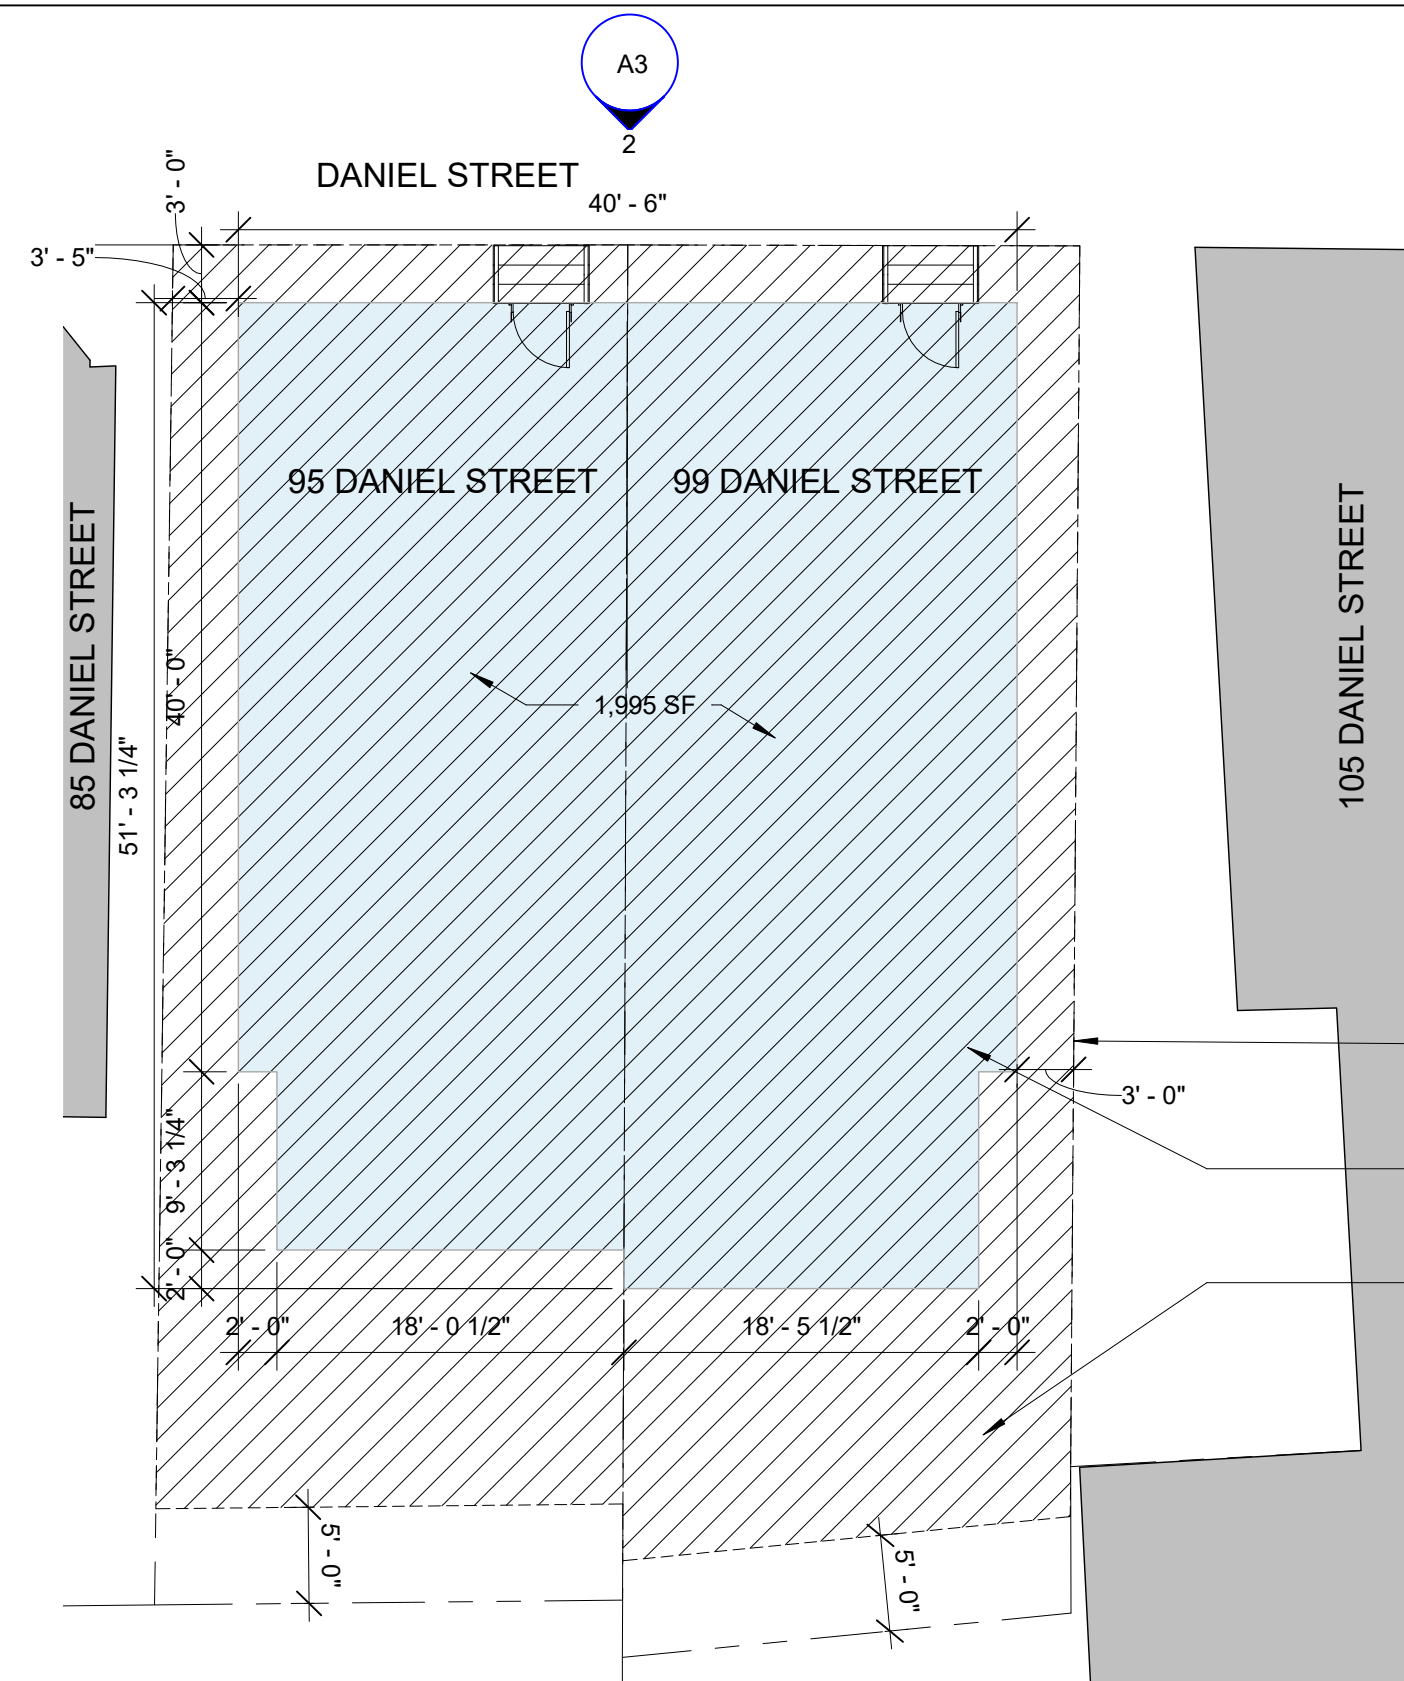 A3
2
DANIEL STREET
40' - 6"
3' - 0"
3' - 5"
95 DANIEL STREET
99 DANIEL STREET
85 DANIEL STREET
105 DANIEL STREET
40' - 0"
1,995 SF
51' - 3 1/4"
3' - 0"
9' - 3 1/4"
2' - 0"
2' - 0"
18' - 0 1/2"
18' - 5 1/2"
2' - 0"
5' - 0"
5' - 0"